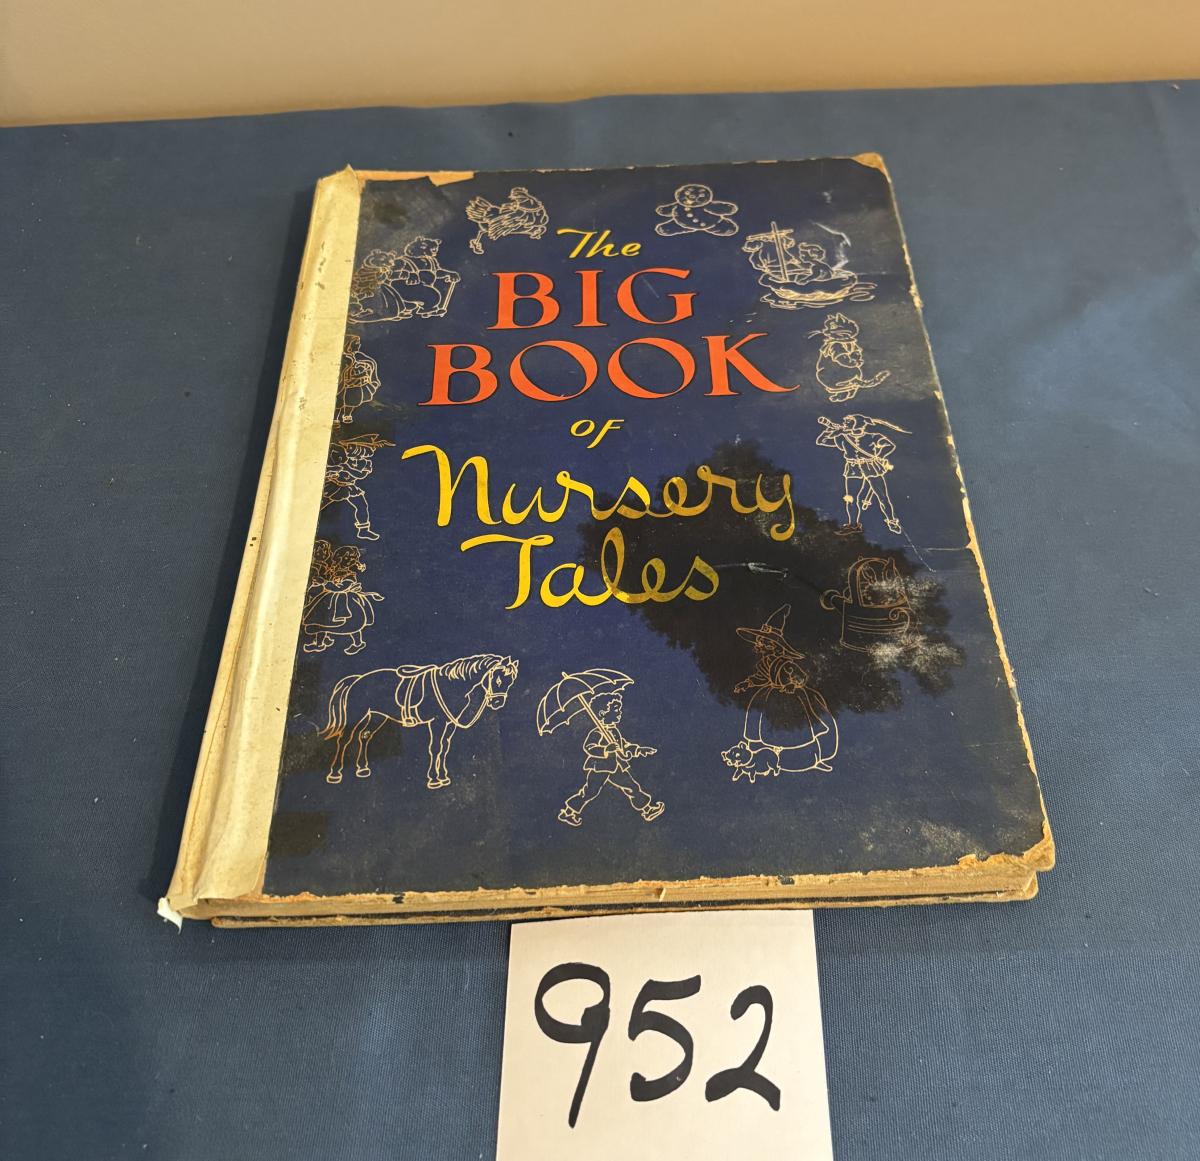 The
BIG
BOOK
OF
Nursery
Tales
952